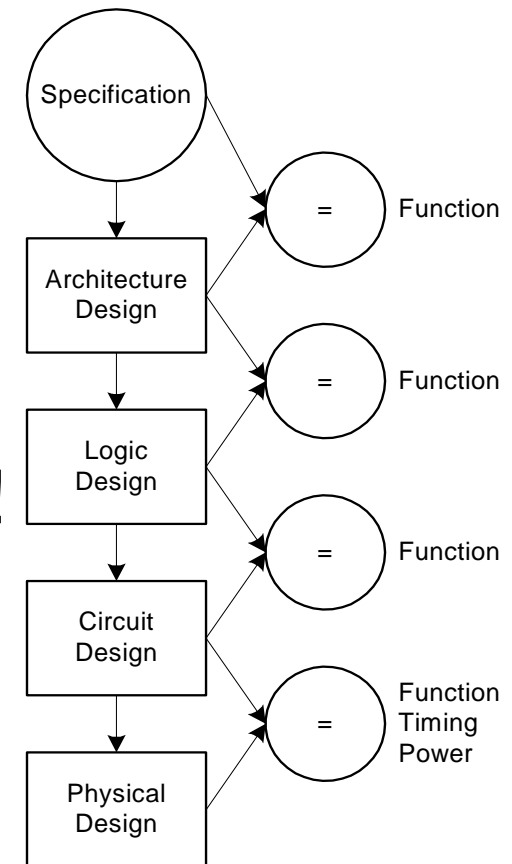 Specification
=
Function
Architecture
Design
=
Function
Logic
Design
!
=
Function
Circuit
Design
=
Function
Timing
Power
Physical
Design